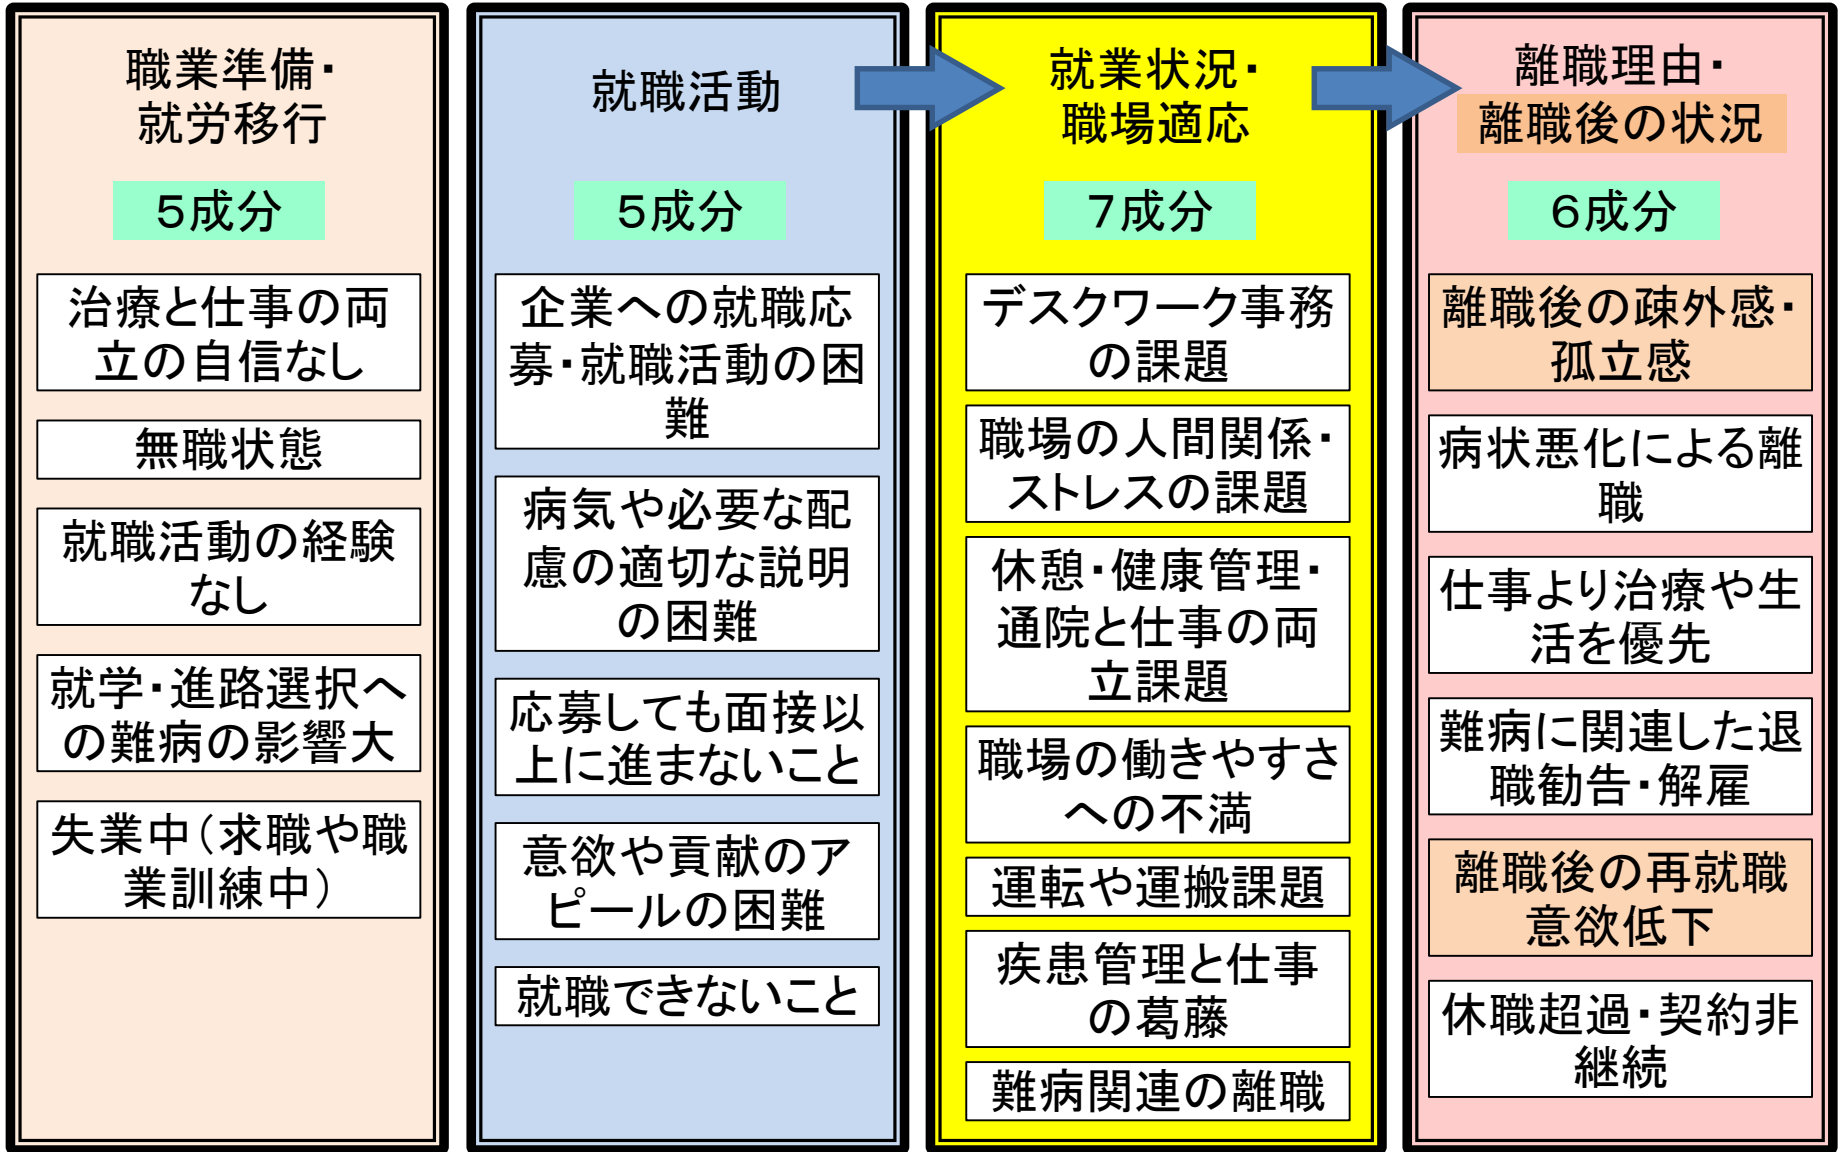 職業準備・
就労移行
5成分
治療と仕事の両
立の自信なし
無職状態
就職活動の経験
なし
就学・進路選択へ
の難病の影響大
失業中（求職や職
業訓練中）
就職活動
5成分
企業への就職応
募・就職活動の困
難
病気や必要な配
慮の適切な説明
の困難
応募しても面接以
上に進まないこと
意欲や貢献のア
ピールの困難
就職できないこと
就業状況・
職場適応
7成分
デスクワーク事務
の課題
職場の人間関係・
ストレスの課題
休憩・健康管理・
通院と仕事の両
立課題
職場の働きやすさ
への不満
運転や運搬課題
疾患管理と仕事
の葛藤
難病関連の離職
離職理由・
離職後の状況
6成分
離職後の疎外感・
孤立感
病状悪化による離
職
仕事より治療や生
活を優先
難病に関連した退
職勧告・解雇
離職後の再就職
意欲低下
休職超過・契約非
継続